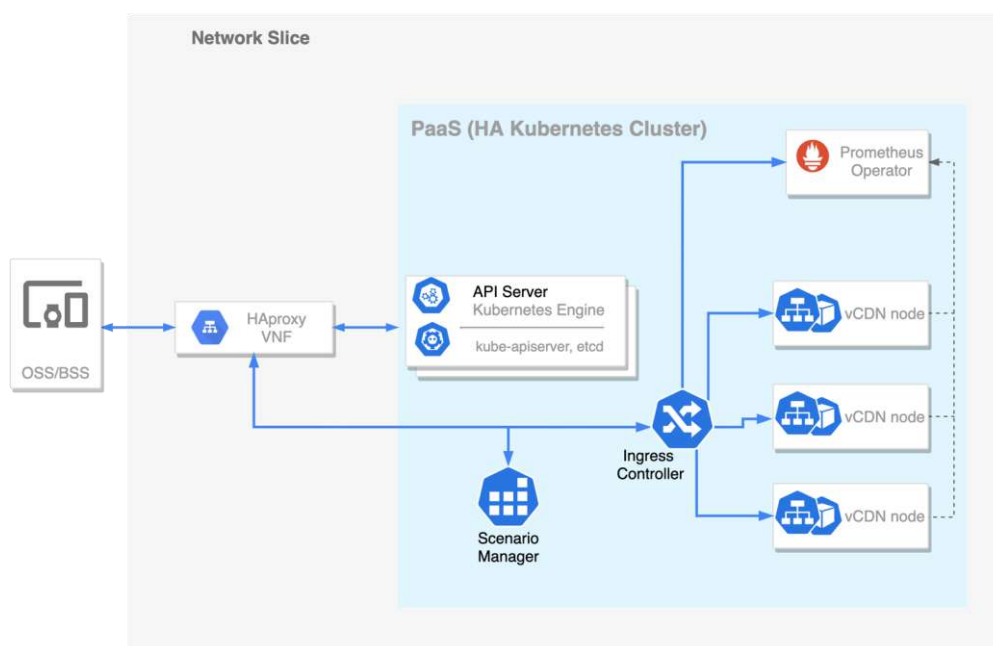 Network Slice
PaaS (HA Kubernetes Cluster)
Prometheus
Operator
API Server
Kubernetes Engine
kube-apiserver, etcd
HAproxy
VNF
OSS/BSS
vCDN node
vCDN node
vCDN node
Ingress
Controller
Scenario
Manager